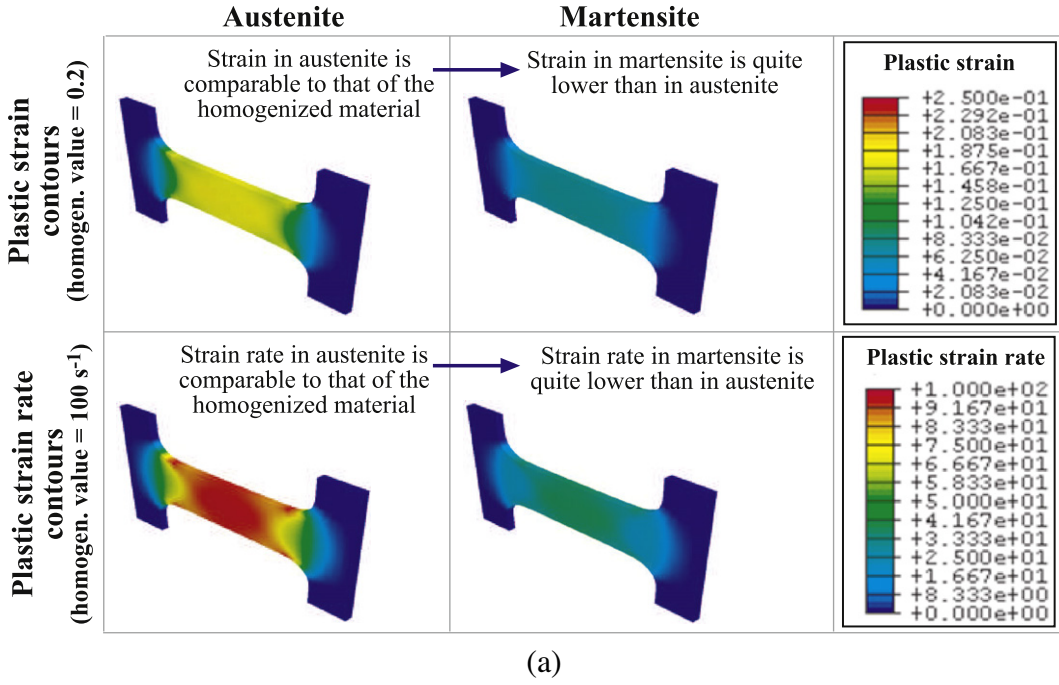 Austenite
Martensite
Plastic strain
contours
(homogen. value = 0.2)
Strain in austenite is
comparable to that of the
homogenized material
Strain in martensite is quite
lower than in austenite
Plastic strain
+2.500e-01
+2.292e-01
+2.083e-01
+1.875e-01
+1.667e-01
+1.458e-01
+1.250e-01
+1.042e-01
+8.333e-02
+6.250e-02
+4.167e-02
+2.083e-02
+0.000e+00
Plastic strain rate
contours
(homogen. value = 100 s-1)
Strain rate in austenite is
comparable to that of the
homogenized material
Strain rate in martensite is
quite lower than in austenite
Plastic strain rate
+1.000e+02
+9.167e+01
+8.333e+01
+7.500e+01
+6.667e+01
+5.833e+01
+5.000e+01
+4.167e+01
+3.333e+01
+2.500e+01
+1.667e+01
+8.333e+00
+0.000e+00
(a)